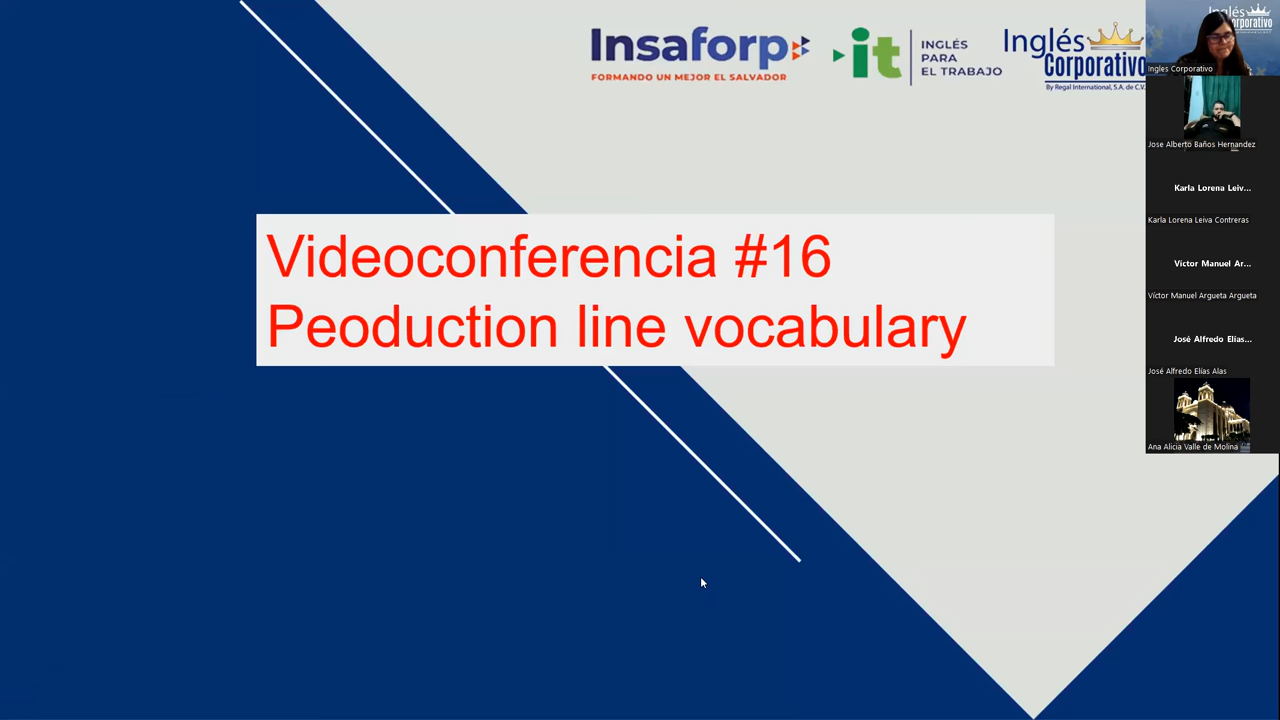 Insaforp
FORMANDO UN MEJOR EL SALVADOR
it
INGLÉS
PARA
EL TRABAJO
Inglés
Corporativo
By Regal International, S.A. de C.V.
Videoconferencia #16
Peoduction line vocabulary
Inglés
Corporativo
Ingles Corporativo
Jose Alberto Baños Hernandez
Karla Lorena Leiv...
Karla Lorena Leiva Contreras
Víctor Manuel Ar...
Víctor Manuel Argueta Argueta
José Alfredo Elías...
José Alfredo Elías Alas
Ana Alicia Valle de Molina